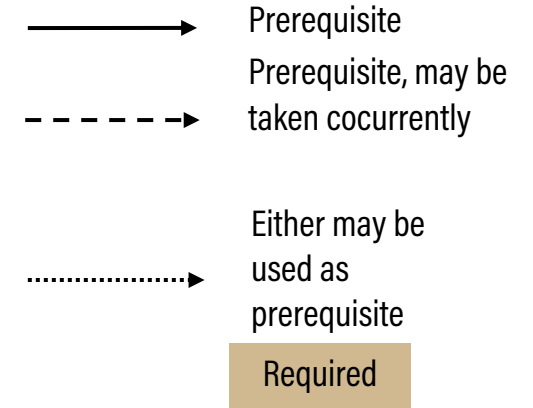 Prerequisite
Prerequisite, may be
taken cocurrently
Either may be
used as
prerequisite
Required